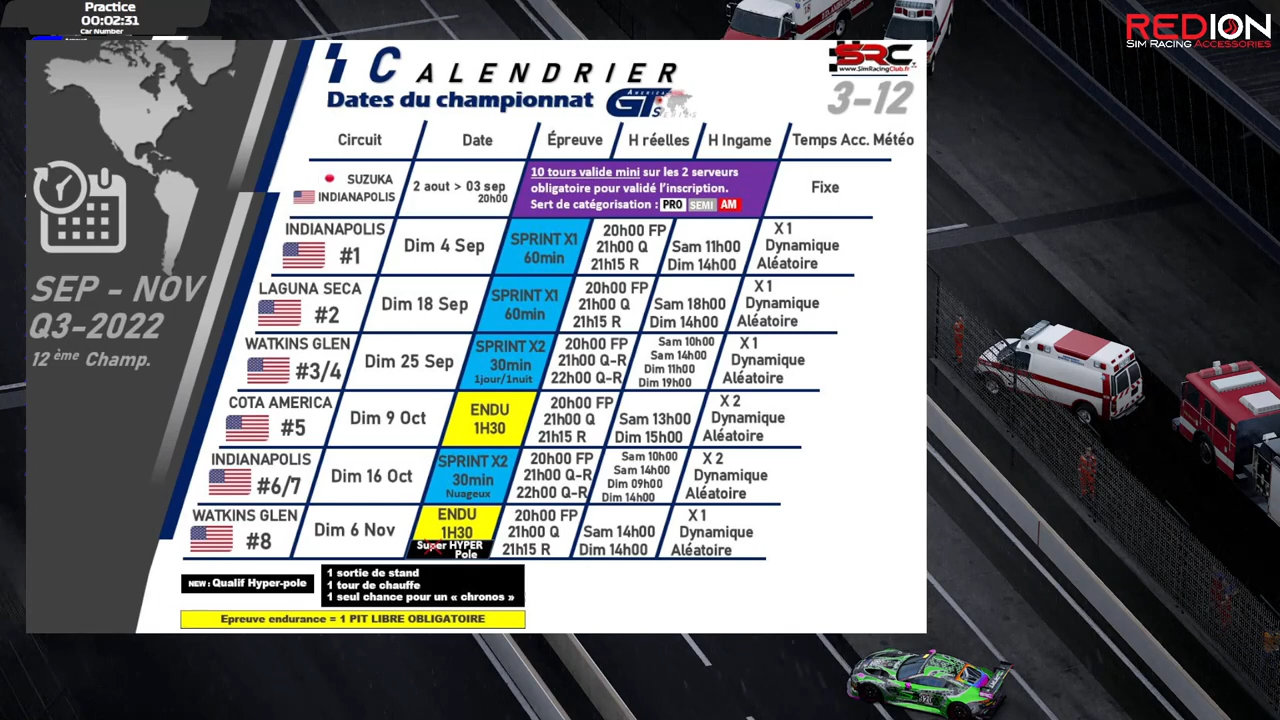 Practice
00:02:31
Car Number
REDION
SIM RACING ACCESSORIES
CALENDRIER
Dates du championnat
AMERICA
GT
SERIES
SRC
www.SimRacingClub.fr
3-12
SEP - NOV
Q3-2022
12 ème Champ.
Circuit Date Épreuve H réelles H Ingame Temps Acc. Météo
SUZUKA
INDIANAPOLIS
2 aout > 03 sep
20h00
10 tours valide mini sur les 2 serveurs
obligatoire pour validé l'inscription.
Sert de catégorisation : PRO SEMI AM
Fixe
INDIANAPOLIS
#1
Dim 4 Sep
SPRINT X1
60min
20h00 FP
21h00 Q
21h15 R
Sam 11h00
Dim 14h00
X 1
Dynamique
Aléatoire
LAGUNA SECA
#2
Dim 18 Sep
SPRINT X1
60min
20h00 FP
21h00 Q
21h15 R
Sam 18h00
Dim 14h00
X 1
Dynamique
Aléatoire
WATKINS GLEN
#3/4
Dim 25 Sep
SPRINT X2
30min
1jour/1nuit
20h00 FP
21h00 Q-R
22h00 Q-R
Sam 10h00
Sam 14h00
Dim 11h00
Dim 19h00
X 1
Dynamique
Aléatoire
COTA AMERICA
#5
Dim 9 Oct
ENDU
1H30
20h00 FP
21h00 Q
21h15 R
Sam 13h00
Dim 15h00
X 2
Dynamique
Aléatoire
INDIANAPOLIS
#6/7
Dim 16 Oct
SPRINT X2
30min
Nuageux
20h00 FP
21h00 Q-R
22h00 Q-R
Sam 10h00
Sam 14h00
Dim 09h00
Dim 14h00
X 2
Dynamique
Aléatoire
WATKINS GLEN
#8
Dim 6 Nov
ENDU
1H30
Super HYPER
Pole
20h00 FP
21h00 Q
21h15 R
Sam 14h00
Dim 14h00
X 1
Dynamique
Aléatoire
NEW : Qualif Hyper-pole
1 sortie de stand
1 tour de chauffe
1 seul chance pour un « chronos »
Epreuve endurance = 1 PIT LIBRE OBLIGATOIRE